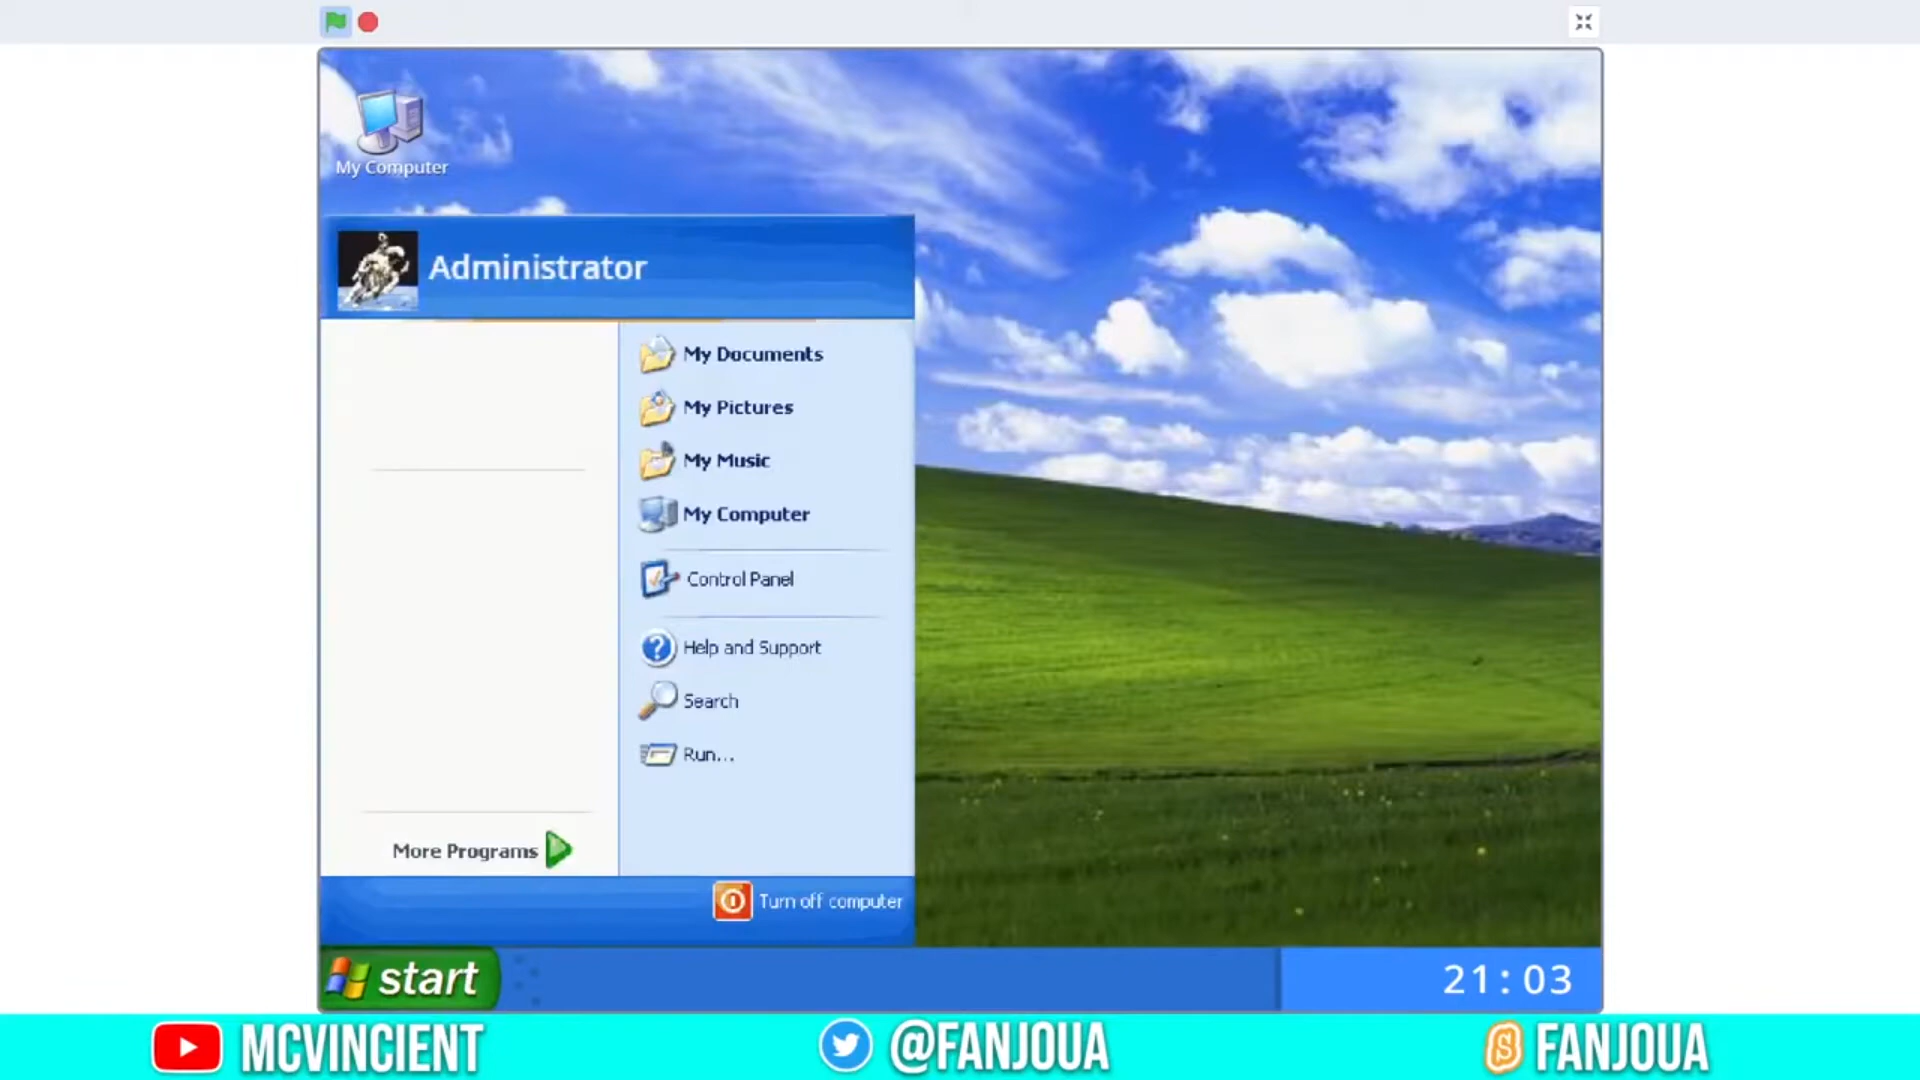 My Computer
Administrator
My Documents
My Pictures
My Music
My Computer
Control Panel
Help and Support
Search
Run...
More Programs
Turn off computer
start
21:03
MCVINCIENT
@FANJOUA
FANJOUA